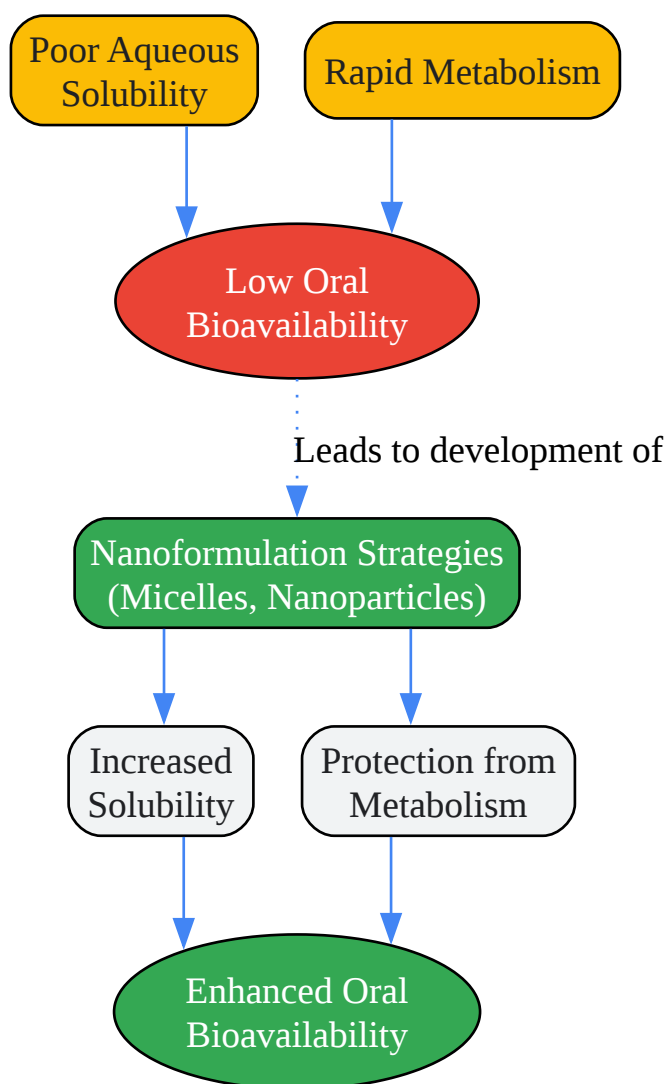 Poor Aqueous
Solubility
Rapid Metabolism
Low Oral
Bioavailability
Leads to development of
Nanoformulation Strategies
(Micelles, Nanoparticles)
Increased
Solubility
Protection from
Metabolism
Enhanced Oral
Bioavailability